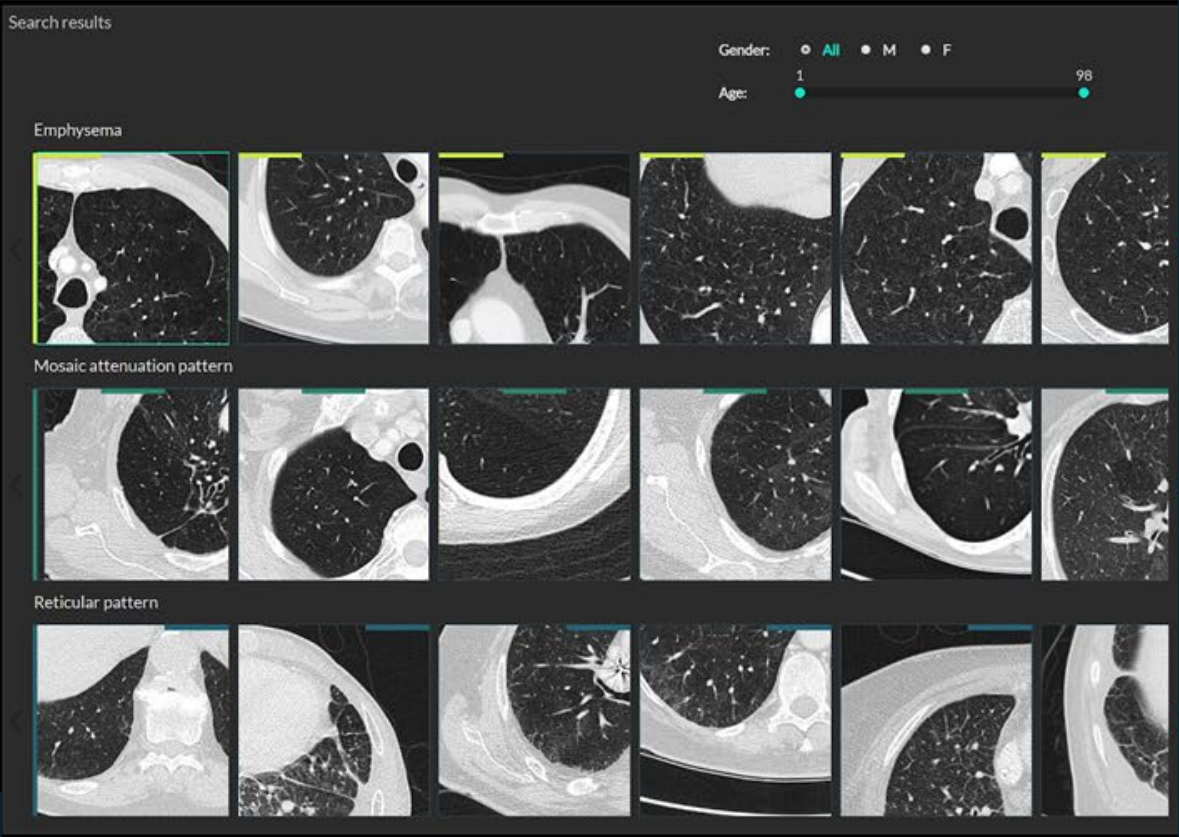 Search results
Gender: All M F
1 98
Age:
Emphysema
Mosaic attenuation pattern
Reticular pattern